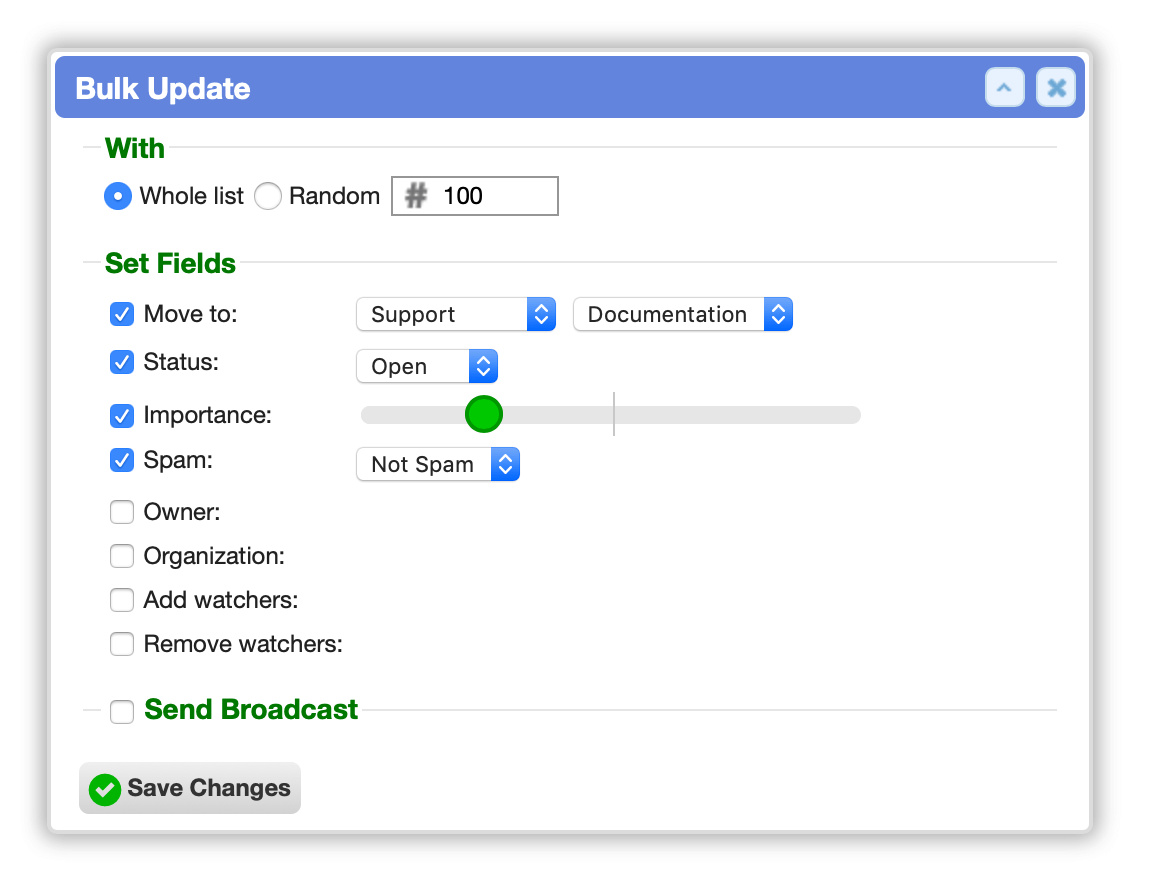 Bulk Update
With
Whole list Random # 100
Set Fields
Move to: Support Documentation
Status: Open
Importance:
Spam: Not Spam
Owner:
Organization:
Add watchers:
Remove watchers:
Send Broadcast
Save Changes